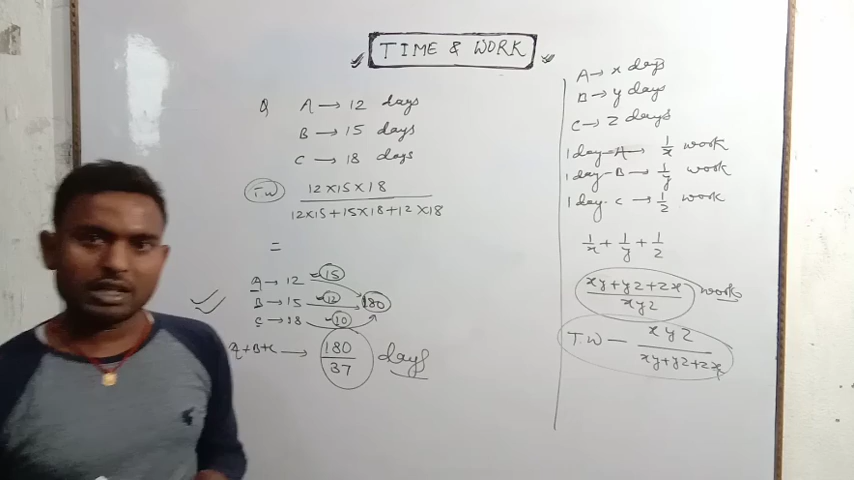 TIME & WORK
Q A → 12 days
B → 15 days
C → 18 days
T.W 12×15×18
12×15+15×18+12×18
=
A → 12 15
B → 15 12 180
C → 18 10
A+B+C → 180
37 days
A → x days
B → y days
C → z days
1 day A → 1/x work
1 day B → 1/y work
1 day C → 1/z work
1/x + 1/y + 1/z
xy+yz+zx
xyz work
T.W — xyz
xy+yz+zx